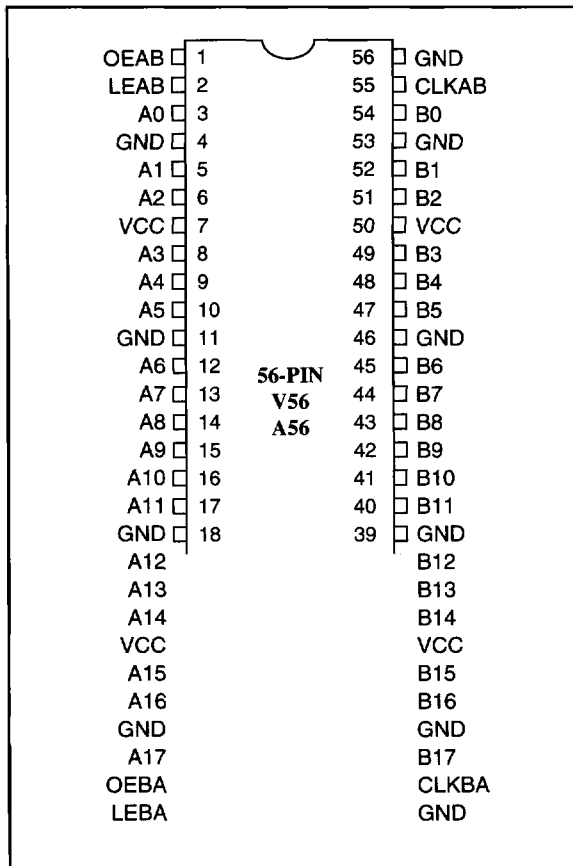 OEAB 1 56 GND
LEAB 2 55 CLKAB
A0 3 54 B0
GND 4 53 GND
A1 5 52 B1
A2 6 51 B2
VCC 7 50 VCC
A3 8 49 B3
A4 9 48 B4
A5 10 47 B5
GND 11 46 GND
A6 12 56-PIN 45 B6
A7 13 V56 44 B7
A8 14 A56 43 B8
A9 15 42 B9
A10 16 41 B10
A11 17 40 B11
GND 18 39 GND
A12 B12
A13 B13
A14 B14
VCC VCC
A15 B15
A16 B16
GND GND
A17 B17
OEBA CLKBA
LEBA GND